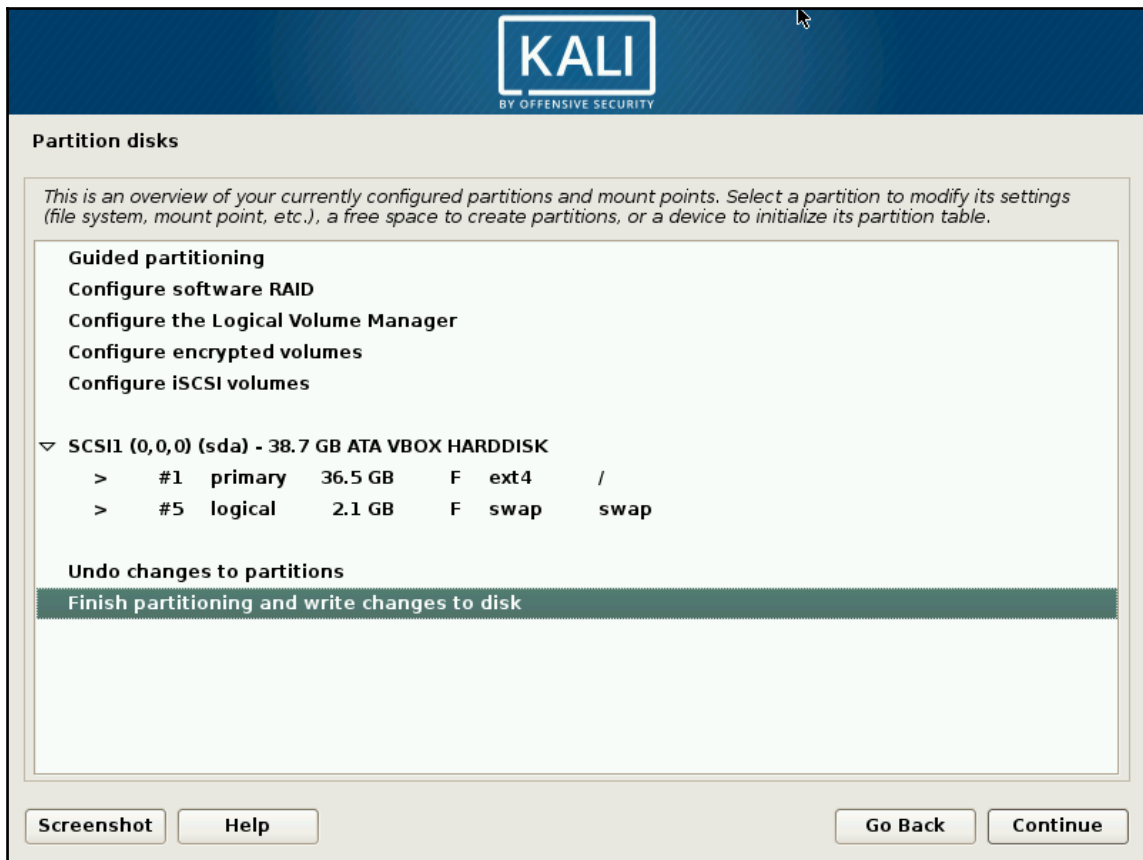 KALI
BY OFFENSIVE SECURITY
Partition disks
This is an overview of your currently configured partitions and mount points. Select a partition to modify its settings
(file system, mount point, etc.), a free space to create partitions, or a device to initialize its partition table.
Guided partitioning
Configure software RAID
Configure the Logical Volume Manager
Configure encrypted volumes
Configure iSCSI volumes
SCSI1 (0,0,0) (sda) - 38.7 GB ATA VBOX HARDDISK
> #1 primary 36.5 GB F ext4 /
> #5 logical 2.1 GB F swap swap
Undo changes to partitions
Finish partitioning and write changes to disk
Screenshot Help Go Back Continue